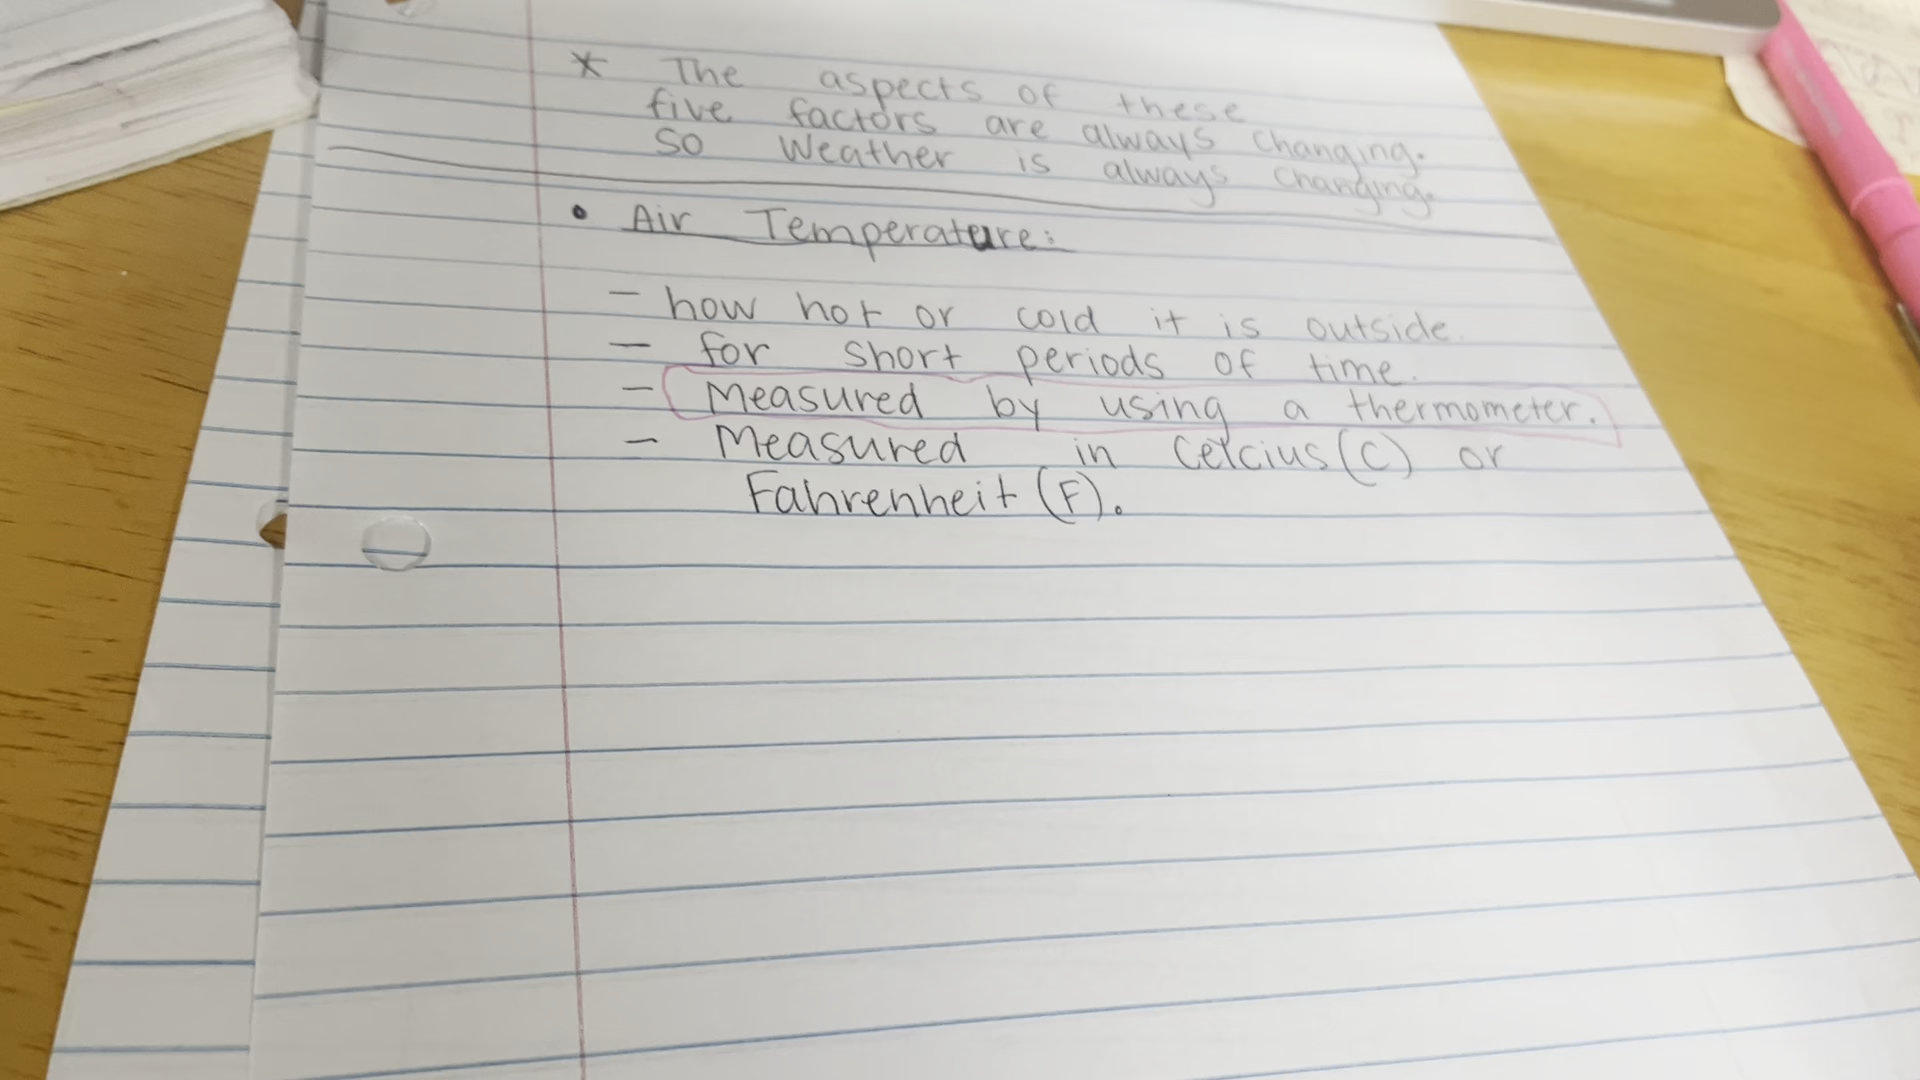 * The aspects of these
five factors are always changing.
So Weather is always changing.
• Air Temperature:
- how hot or cold it is outside.
- for short periods of time.
- Measured by using a thermometer.
- Measured in Celcius (C) or
Fahrenheit (F).